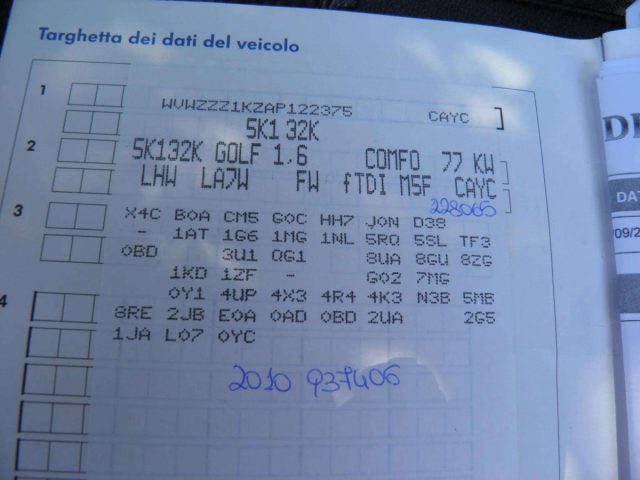 Targhetta dei dati del veicolo
1
WVWZZZ1KZAP122375 CAYC
5K1 32K
2
5K132K GOLF 1,6 COMFO 77 KW
LHW LA7W FW fTDI M5F CAYC
228065
3
X4C B0A CM5 G0C HH7 J0N D38
- 1AT 1G6 1MG 1NL 5RQ 5SL TF3
0BD 3U1 QG1 8UA 8GU 8ZG
1KD 1ZF - G02 7MG
4
0Y1 4UP 4X3 4R4 4K3 N3B 5MB
8RE 2JB E0A 0AD 0BD 2UA 2G5
1JA L07 0YC
2010 937406
DA
09/2